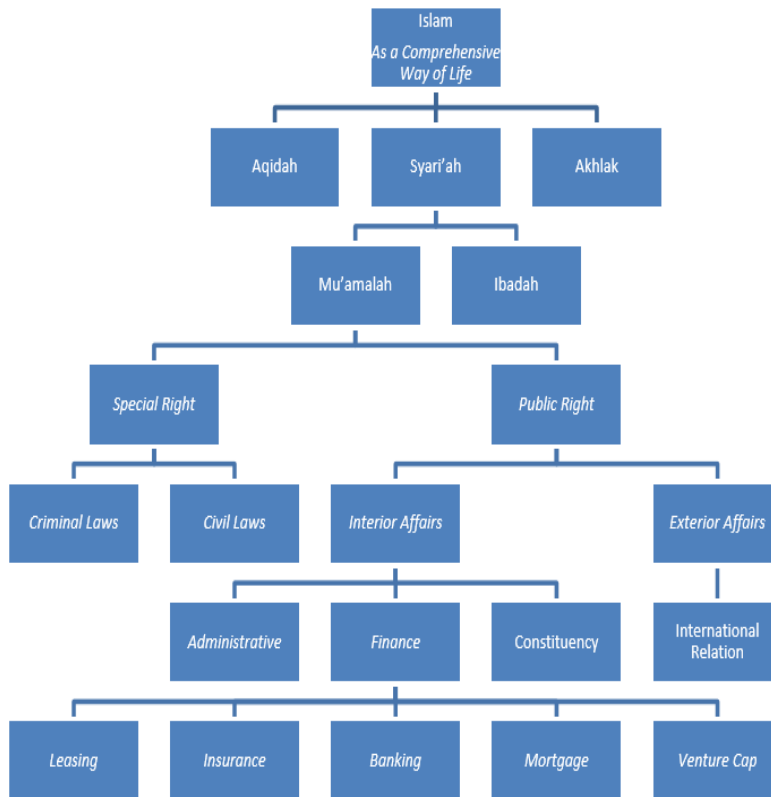 Islam
As a Comprehensive
Way of Life
Aqidah
Syari’ah
Akhlak
Mu’amalah
Ibadah
Special Right
Public Right
Criminal Laws
Civil Laws
Interior Affairs
Exterior Affairs
Administrative
Finance
Constituency
International
Relation
Leasing
Insurance
Banking
Mortgage
Venture Cap